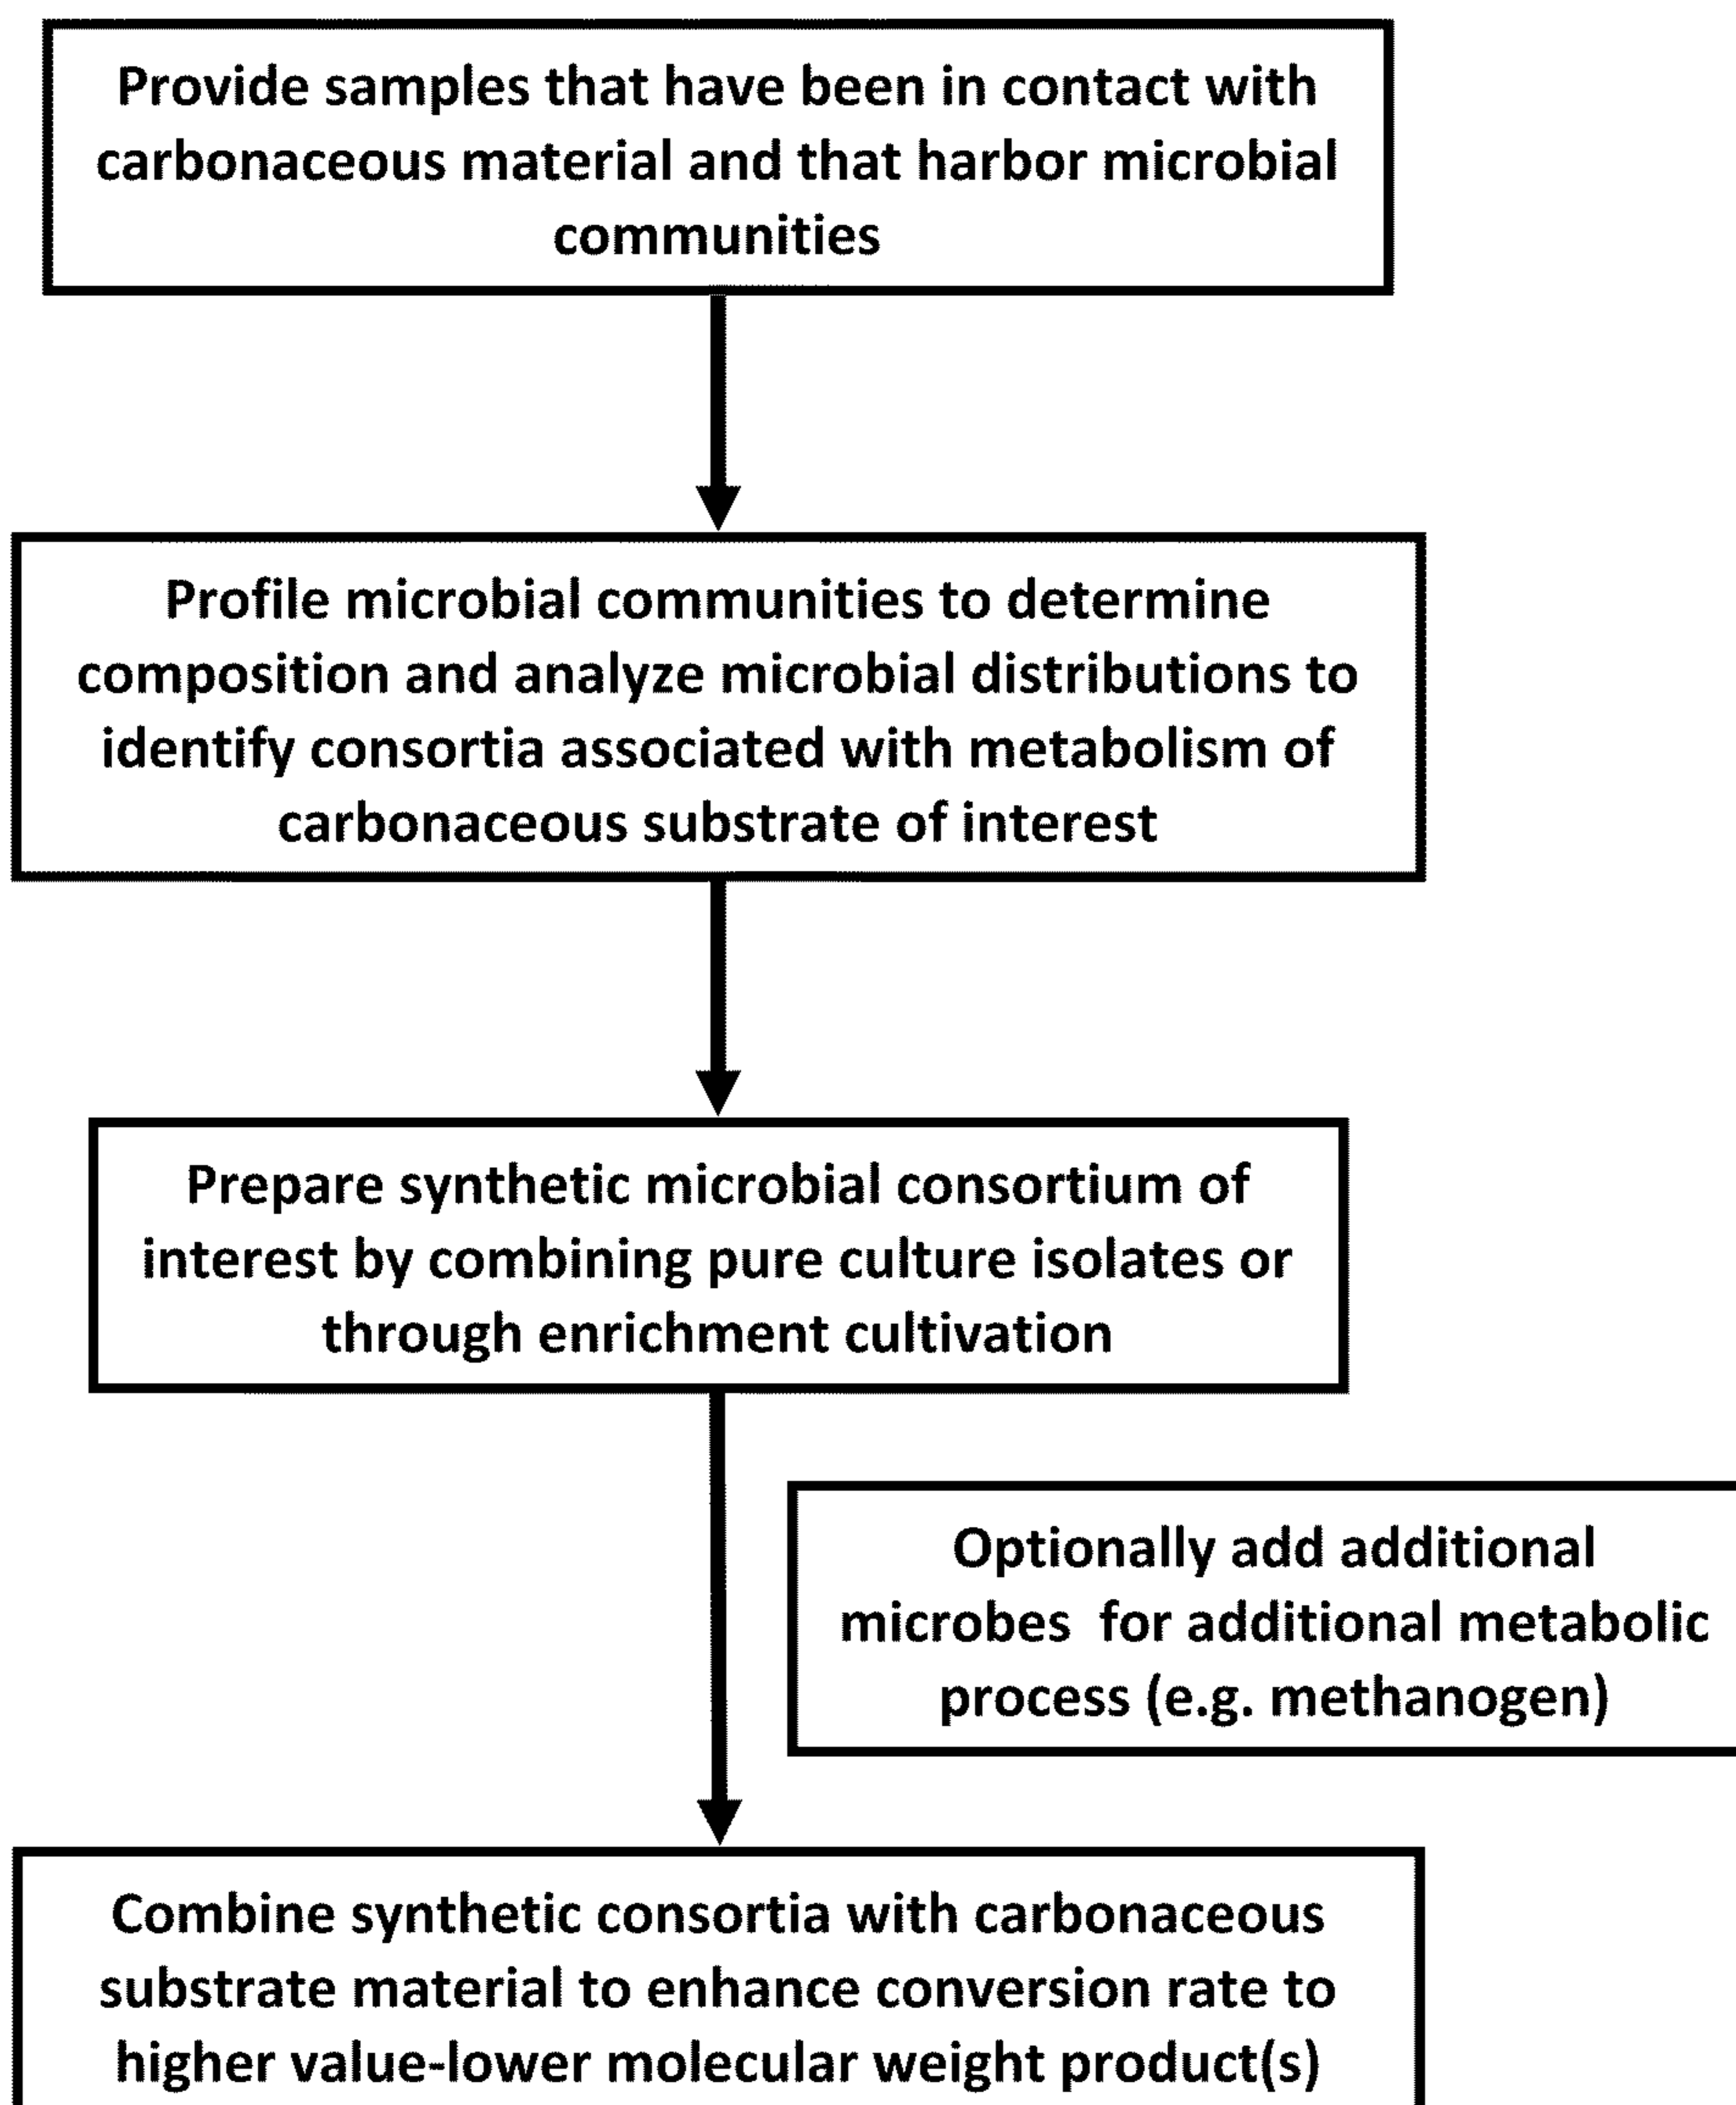 Provide samples that have been in contact with
carbonaceous material and that harbor microbial
communities
Profile microbial communities to determine
composition and analyze microbial distributions to
identify consortia associated with metabolism of
carbonaceous substrate of interest
Prepare synthetic microbial consortium of
interest by combining pure culture isolates or
through enrichment cultivation
Optionally add additional
microbes for additional metabolic
process (e.g. methanogen)
Combine synthetic consortia with carbonaceous
substrate material to enhance conversion rate to
higher value-lower molecular weight product(s)